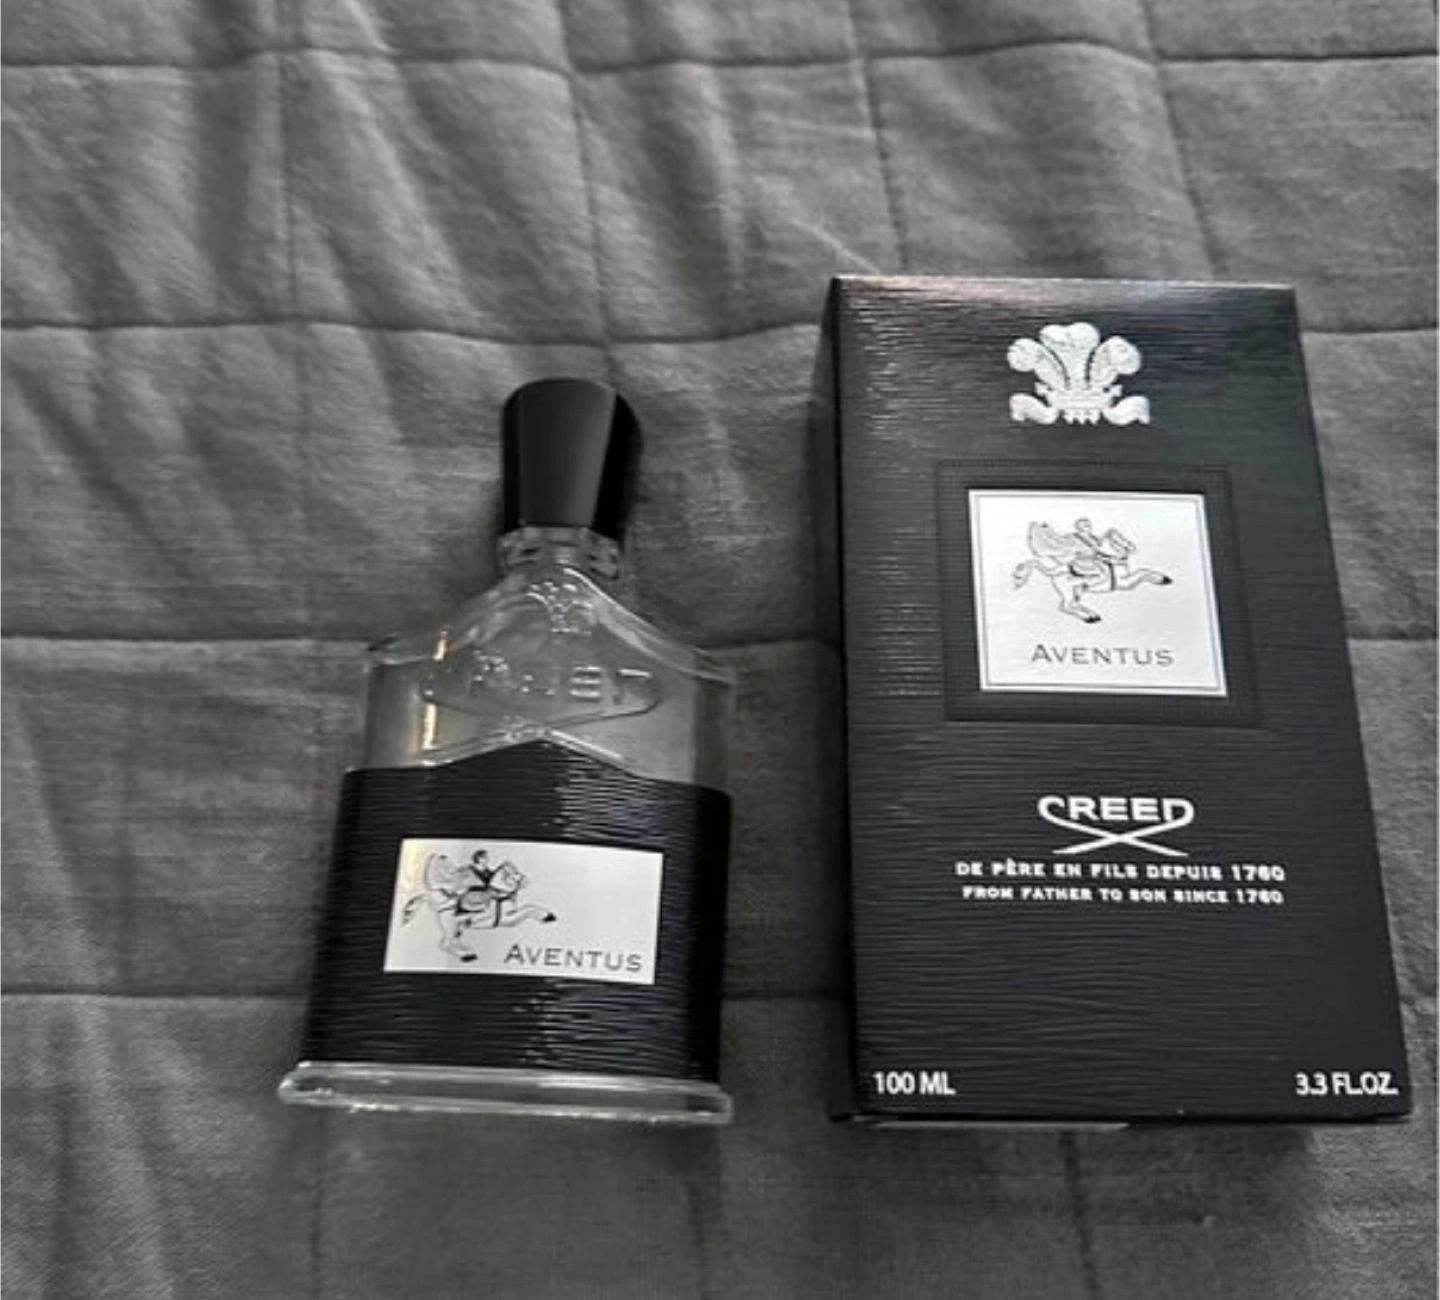 CREED
AVENTUS
AVENTUS
CREED
DE PÈRE EN FILS DEPUIS 1760
FROM FATHER TO SON SINCE 1760
100 ML
3.3 FL.OZ.